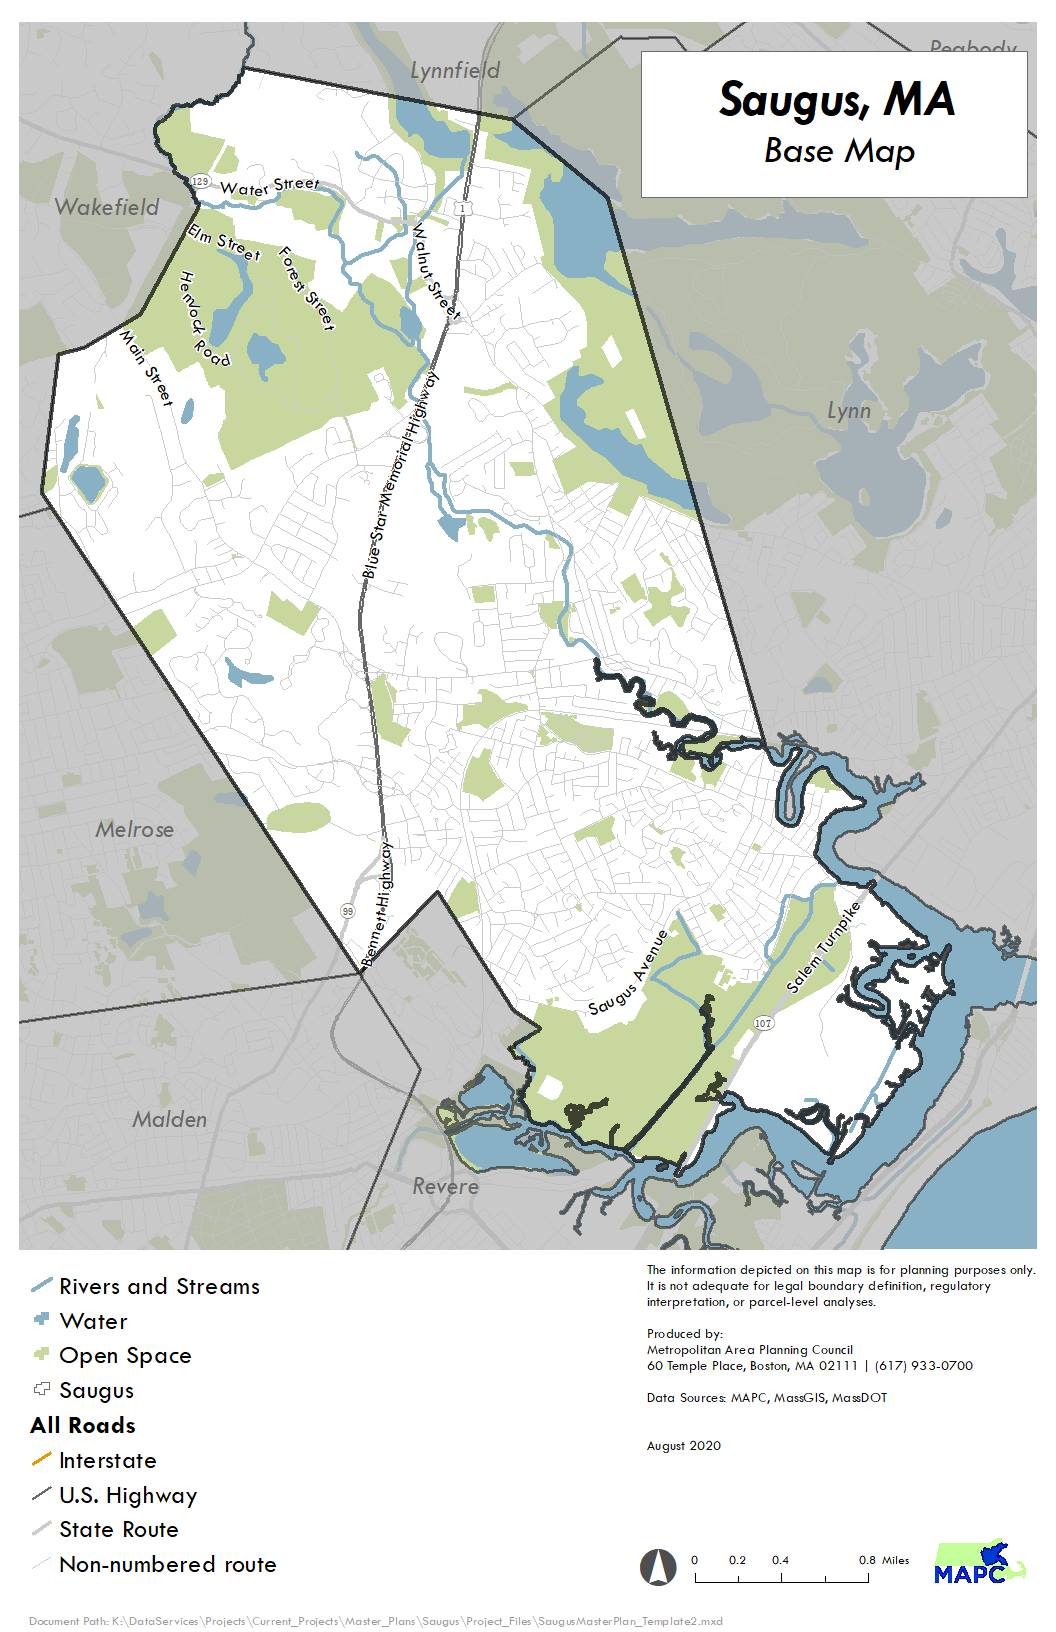 Peabody
Lynnfield
Saugus, MA
Base Map
129
Water Street
1
Wakefield
Elm Street
Forest Street
Walnut Street
Hemlock Road
Main Street
Lynn
Blue Star Memorial Highway
Melrose
99
Bennett Highway
Saugus Avenue
Salem Turnpike
107
Malden
Revere
Rivers and Streams
Water
Open Space
Saugus
All Roads
Interstate
U.S. Highway
State Route
Non-numbered route
The information depicted on this map is for planning purposes only.
It is not adequate for legal boundary definition, regulatory
interpretation, or parcel-level analyses.
Produced by:
Metropolitan Area Planning Council
60 Temple Place, Boston, MA 02111 | (617) 933-0700
Data Sources: MAPC, MassGIS, MassDOT
August 2020
0 0.2 0.4 0.8 Miles
MAPC
Document Path: K:\DataServices\Projects\Current_Projects\Master_Plans\Saugus\Project_Files\SaugusMasterPlan_Template2.mxd